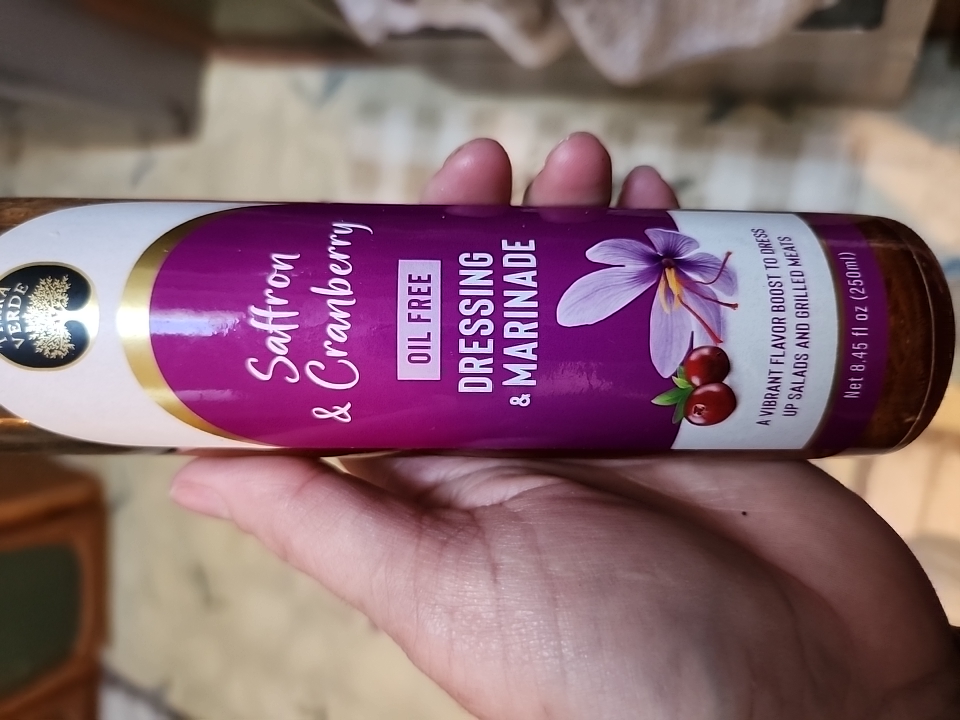 VERDE
Saffron
& Cranberry
OIL FREE
DRESSING
& MARINADE
A VIBRANT FLAVOR BOOST TO DRESS
UP SALADS AND GRILLED MEATS
Net 8.45 fl oz (250ml)